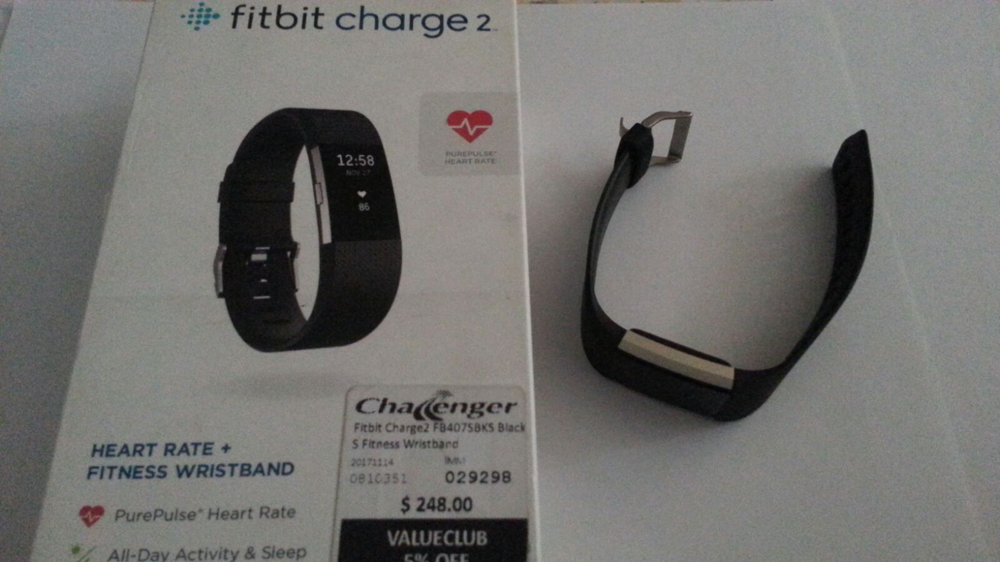 fitbit charge 2
PUREPULSE®
HEART RATE
12:58
NOV 27
86
HEART RATE +
FITNESS WRISTBAND
PurePulse® Heart Rate
All-Day Activity & Sleep
Challenger
Fitbit Charge2 FB407SBKS Black
S Fitness Wristband
20171114 IMM
0810351 029298
$ 248.00
VALUECLUB
5% OFF